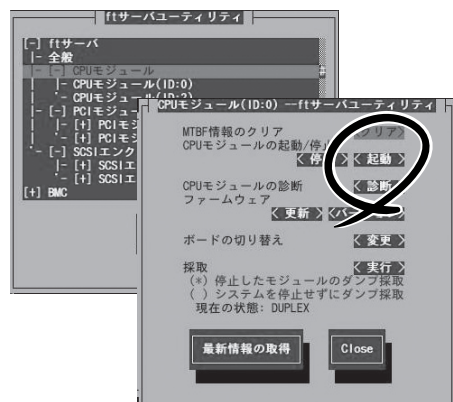 ftサーバユーティリティ
[-] ftサーバ
|- 全般
|- [-] CPUモジュール
| |- CPUモジュール(ID:0)
| `- CPUモジュール(ID:2)
|- [-] PCIモジ
| |- [+] PCIモジ
| `- [+] PCIモ
`- [-] SCSIエンク
|- [+] SCSIエ
`- [+] SCSIエ
[+] BMC
CPUモジュール(ID:0) --ftサーバユーティリティ
MTBF情報のクリア <クリア>
CPUモジュールの起動/停止
<停 > <起動>
CPUモジュールの診断 <診断
ファームウェア
<更新> <バー
ボードの切り替え <変更>
採取 <実行>
(*) 停止したモジュールのダンプ採取
( ) システムを停止せずにダンプ採取
現在の状態: DUPLEX
最新情報の取得 Close